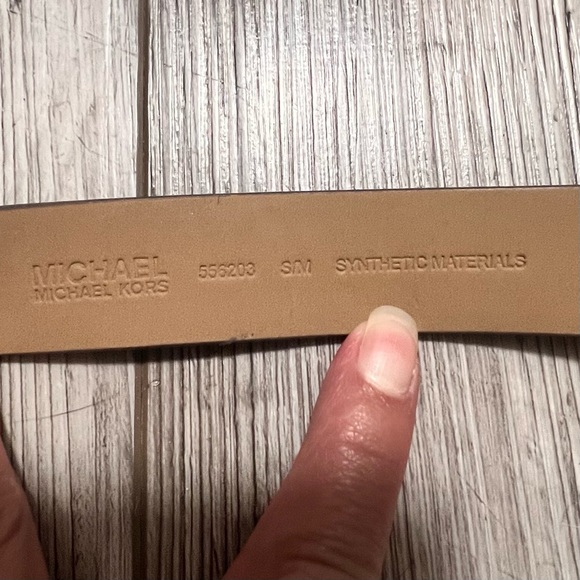 MICHAEL
MICHAEL KORS
556203 S/M SYNTHETIC MATERIALS